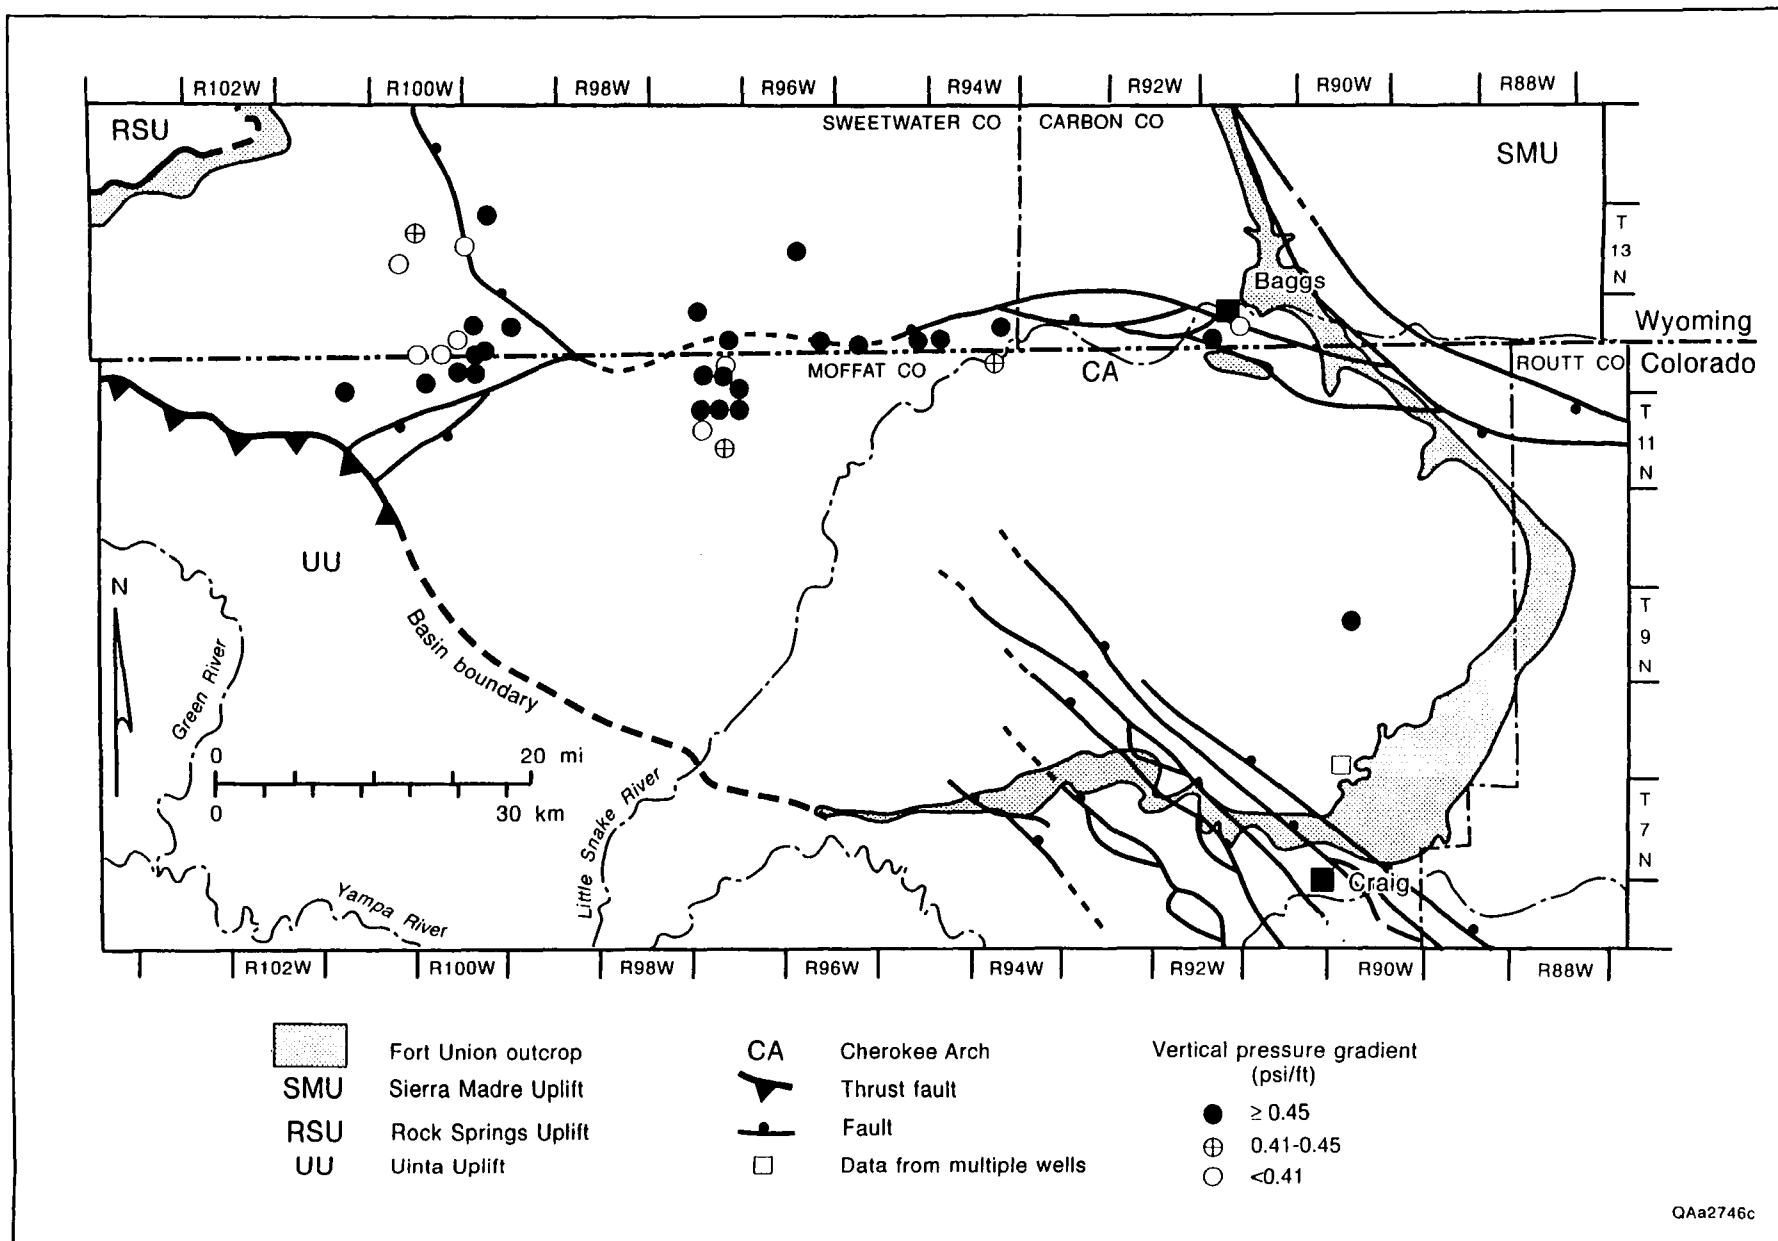 R102W R100W R98W R96W R94W R92W R90W R88W
RSU
SWEETWATER CO
CARBON CO
SMU
T
13
N
Baggs
Wyoming
MOFFAT CO
CA
ROUTT CO
Colorado
T
11
N
UU
N
Basin boundary
T
9
N
Green River
0 20 mi
0 30 km
Little Snake River
T
7
N
Craig
Yampa River
R102W R100W R98W R96W R94W R92W R90W R88W
Fort Union outcrop
SMU Sierra Madre Uplift
RSU Rock Springs Uplift
UU Uinta Uplift
CA Cherokee Arch
Thrust fault
Fault
Data from multiple wells
Vertical pressure gradient
(psi/ft)
≥ 0.45
0.41-0.45
<0.41
QAa2746c